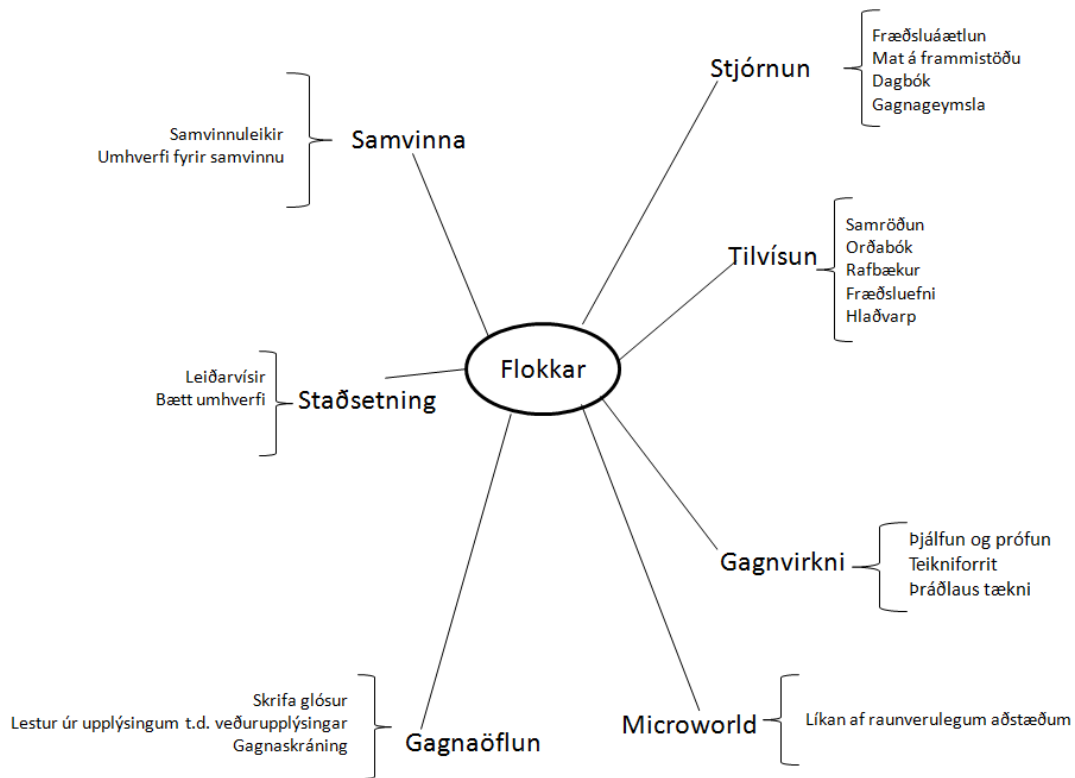 Fræðsluáætlun
Mat á frammistöðu
Dagbók
Gagnageymsla
Stjórnun
Samvinnuleikir
Umhverfi fyrir samvinnu
Samvinna
Samröðun
Orðabók
Rafbækur
Fræðsluefni
Hlaðvarp
Tilvísun
Flokkar
Leiðarvísir
Bætt umhverfi
Staðsetning
Gagnvirkni
Þjálfun og prófun
Teikniforrit
Þráðlaus tækni
Skrifa glósur
Lestur úr upplýsingum t.d. veðurupplýsingar
Gagnaskráning
Gagnaöflun
Microworld
Líkan af raunverulegum aðstæðum